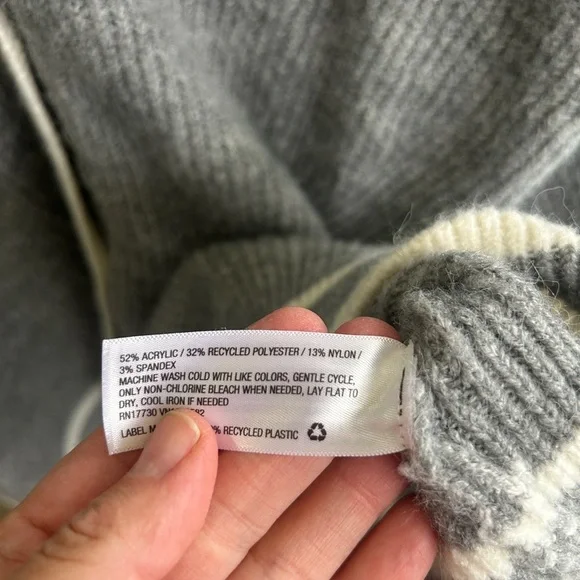 52% ACRYLIC / 32% RECYCLED POLYESTER / 13% NYLON /
3% SPANDEX
MACHINE WASH COLD WITH LIKE COLORS, GENTLE CYCLE,
ONLY NON-CHLORINE BLEACH WHEN NEEDED, LAY FLAT TO
DRY, COOL IRON IF NEEDED
RN17730
LABEL RECYCLED PLASTIC